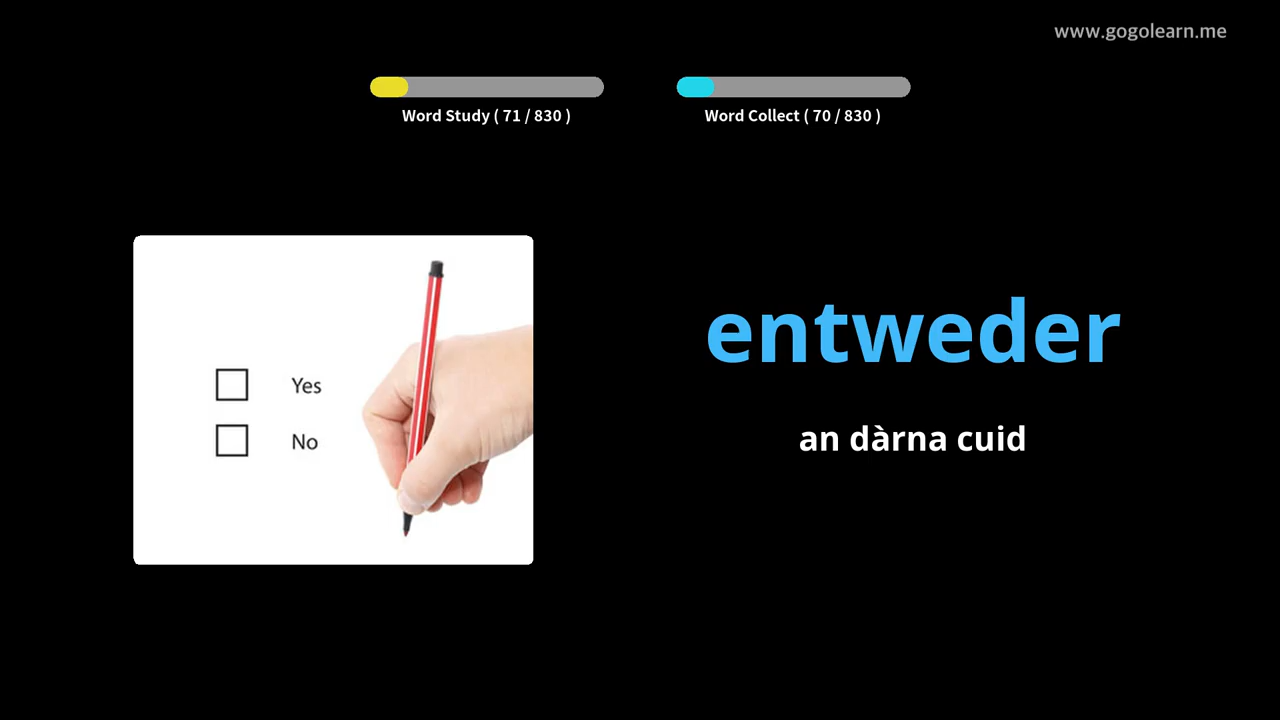 www.gogolearn.me
Word Study ( 71 / 830 )
Word Collect ( 70 / 830 )
Yes
No
entweder
an dàrna cuid